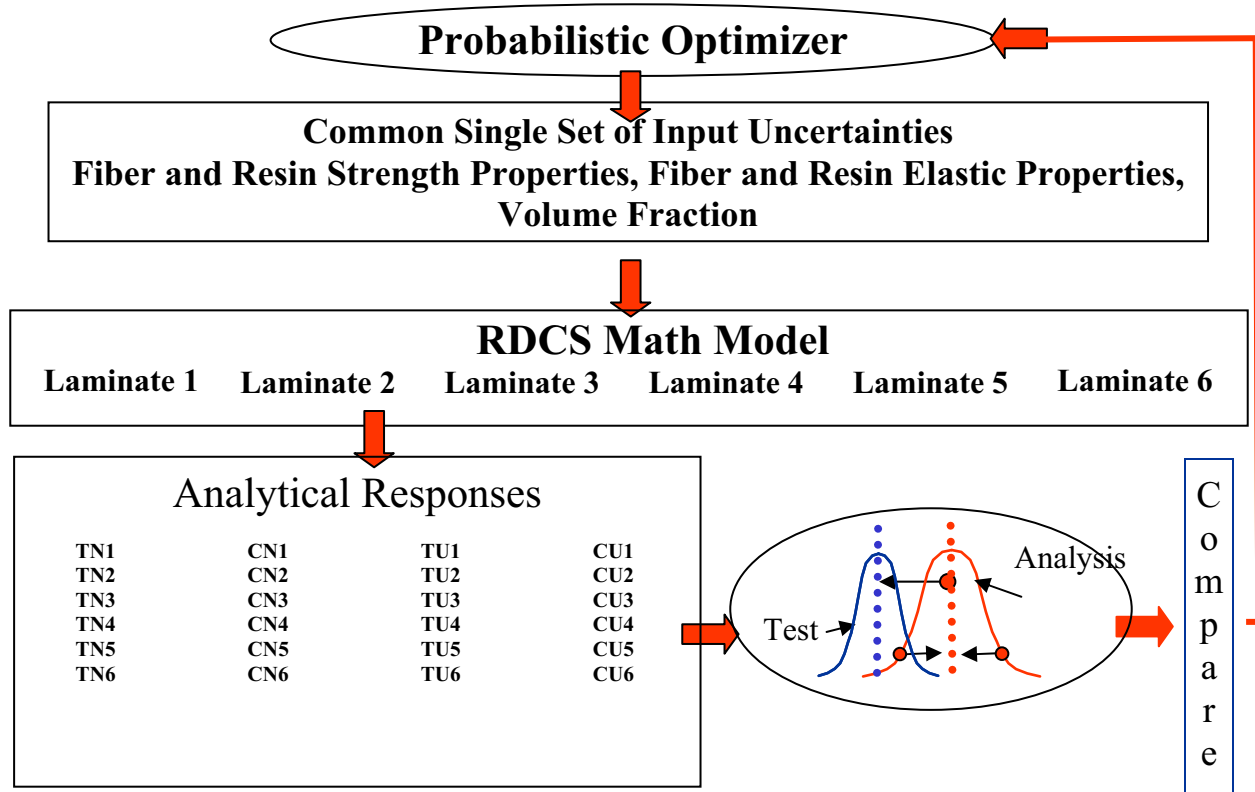 Probabilistic Optimizer
Common Single Set of Input Uncertainties
Fiber and Resin Strength Properties, Fiber and Resin Elastic Properties,
Volume Fraction
RDCS Math Model
Laminate 1 Laminate 2 Laminate 3 Laminate 4 Laminate 5 Laminate 6
Analytical Responses
TN1 CN1 TU1 CU1
TN2 CN2 TU2 CU2
TN3 CN3 TU3 CU3
TN4 CN4 TU4 CU4
TN5 CN5 TU5 CU5
TN6 CN6 TU6 CU6
Analysis
Test
C
o
m
p
a
r
e